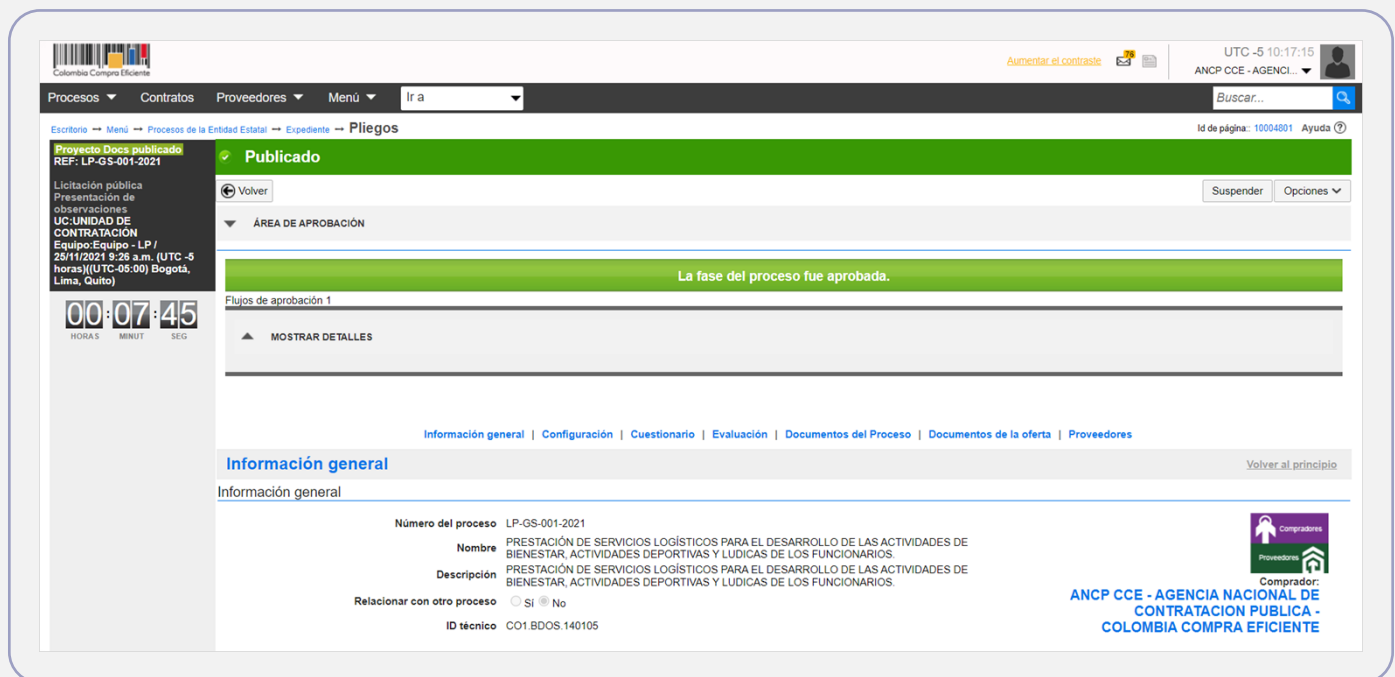 Colombia Compra Eficiente
Aumentar el contraste
76
UTC -5 10:17:15
ANCP CCE - AGENCI...
Procesos Contratos Proveedores Menú Ir a Buscar...
Escritorio → Menú → Procesos de la Entidad Estatal → Expediente → Pliegos
Id de página:: 10004801 Ayuda ?
Proyecto Docs publicado
REF: LP-GS-001-2021
Licitación pública
Presentación de
observaciones
UC:UNIDAD DE
CONTRATACIÓN
Equipo:Equipo - LP /
25/11/2021 9:26 a.m. (UTC -5
horas)((UTC-05:00) Bogotá,
Lima, Quito)
00:07:45
HORAS MINUT SEG
Publicado
Volver
Suspender Opciones
ÁREA DE APROBACIÓN
La fase del proceso fue aprobada.
Flujos de aprobación 1
MOSTRAR DETALLES
Información general | Configuración | Cuestionario | Evaluación | Documentos del Proceso | Documentos de la oferta | Proveedores
Información general
Volver al principio
Información general
Número del proceso LP-GS-001-2021
Nombre PRESTACIÓN DE SERVICIOS LOGÍSTICOS PARA EL DESARROLLO DE LAS ACTIVIDADES DE
BIENESTAR, ACTIVIDADES DEPORTIVAS Y LUDICAS DE LOS FUNCIONARIOS.
Descripción PRESTACIÓN DE SERVICIOS LOGÍSTICOS PARA EL DESARROLLO DE LAS ACTIVIDADES DE
BIENESTAR, ACTIVIDADES DEPORTIVAS Y LUDICAS DE LOS FUNCIONARIOS.
Relacionar con otro proceso Sí No
ID técnico CO1.BDOS.140105
Compradores
Proveedores
Comprador:
ANCP CCE - AGENCIA NACIONAL DE
CONTRATACION PUBLICA -
COLOMBIA COMPRA EFICIENTE